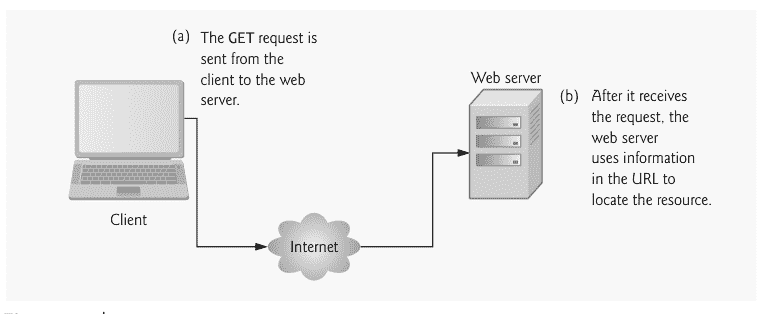 (a) The GET request is
sent from the
client to the web
server.
Web server
(b) After it receives
the request, the
web server
uses information
in the URL to
locate the resource.
Client
Internet